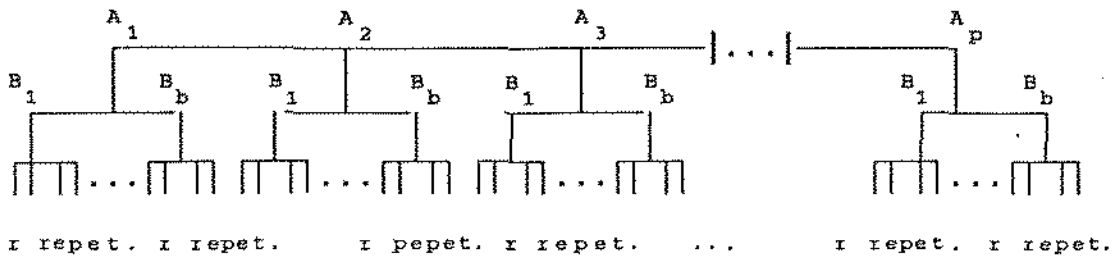 A1 A2 A3 ... Ap
B1 Bb B1 Bb B1 Bb B1 Bb
... ... ... ...
r repet. r repet. r pepet. r repet. ... r repet. r repet.